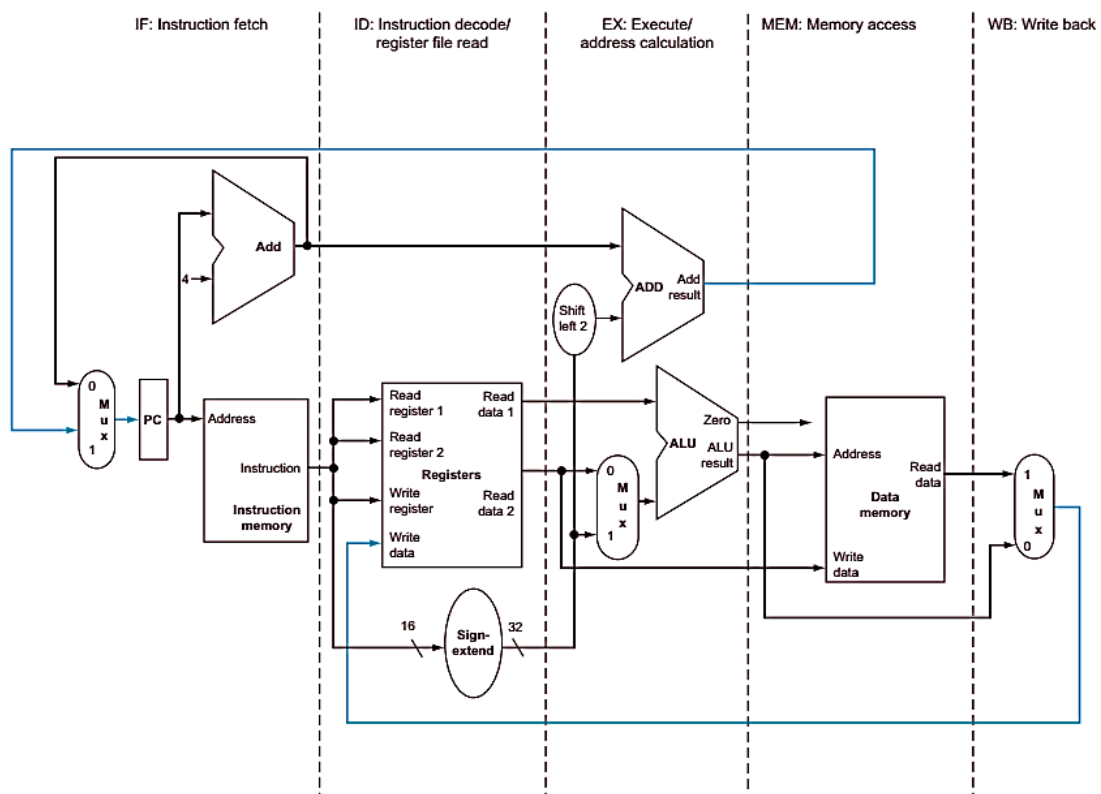 IF: Instruction fetch
ID: Instruction decode/
register file read
EX: Execute/
address calculation
MEM: Memory access
WB: Write back
Add
4
ADD
Add
result
Shift
left 2
0
M
u
x
1
PC
Address
Instruction
Instruction
memory
Read
register 1
Read
register 2
Registers
Write
register
Write
data
Read
data 1
Read
data 2
16
Sign-
extend
32
0
M
u
x
1
Zero
ALU
ALU
result
Address
Read
data
Data
memory
Write
data
1
M
u
x
0